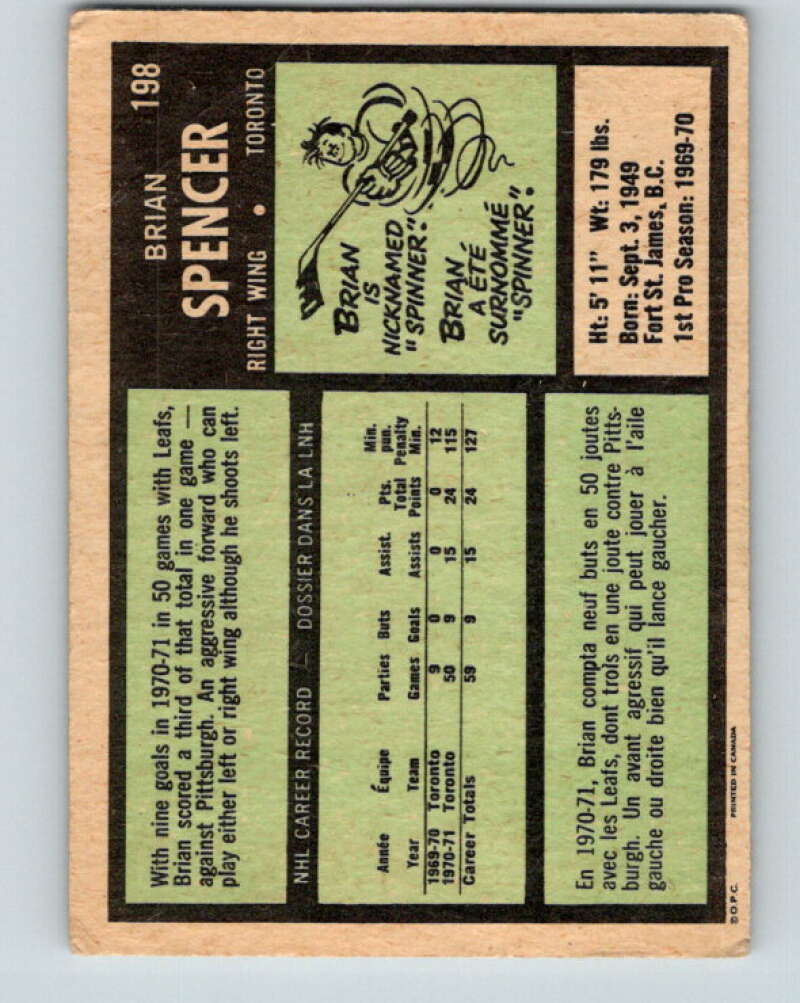 BRIAN 198
SPENCER
RIGHT WING • TORONTO
With nine goals in 1970-71 in 50 games with Leafs,
Brian scored a third of that total in one game —
against Pittsburgh. An aggressive forward who can
play either left or right wing although he shoots left.
BRIAN
IS
NICKNAMED
"SPINNER".
BRIAN
A ÉTÉ
SURNOMMÉ
"SPINNER".
NHL CAREER RECORD — DOSSIER DANS LA LNH
Min.
Pts. pun.
Année Équipe Parties Buts Assist. Total Penalty
Year Team Games Goals Assists Points Min.
1969-70 Toronto 9 0 0 0 12
1970-71 Toronto 50 9 15 24 115
Career Totals 59 9 15 24 127
En 1970-71, Brian compta neuf buts en 50 joutes
avec les Leafs, dont trois en une joute contre Pitts-
burgh. Un avant agressif qui peut jouer à l'aile
gauche ou droite bien qu'il lance gaucher.
Ht: 5' 11" Wt: 179 lbs.
Born: Sept. 3, 1949
Fort St. James, B.C.
1st Pro Season: 1969-70
© O.P.C. PRINTED IN CANADA